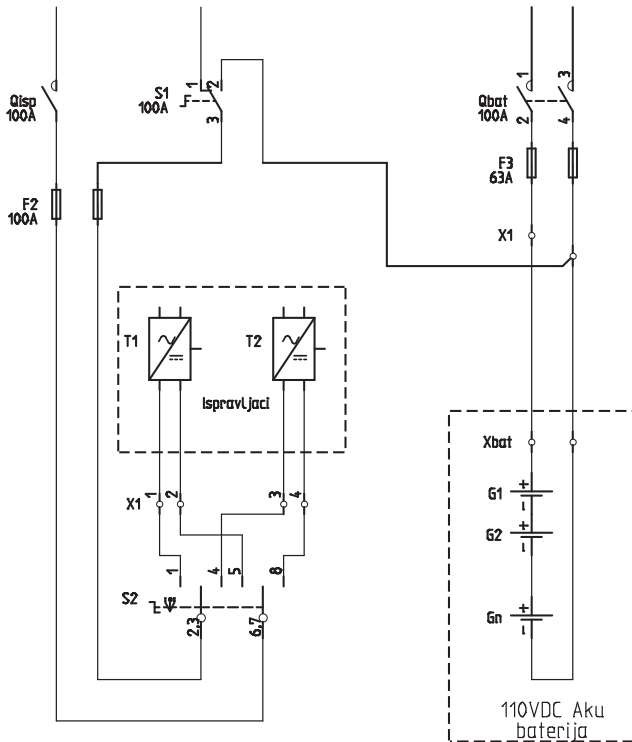 1
2
S1
100A
3
Qisp
100A
1
3
Qbat
100A
2
4
F2
100A
F3
63A
X1
T1
T2
Ispravljaci
X1
1
2
3
4
Xbat
G1
+
-
G2
+
-
Gn
+
-
1
4
5
8
S2
2,3
6,7
110VDC Aku
baterija